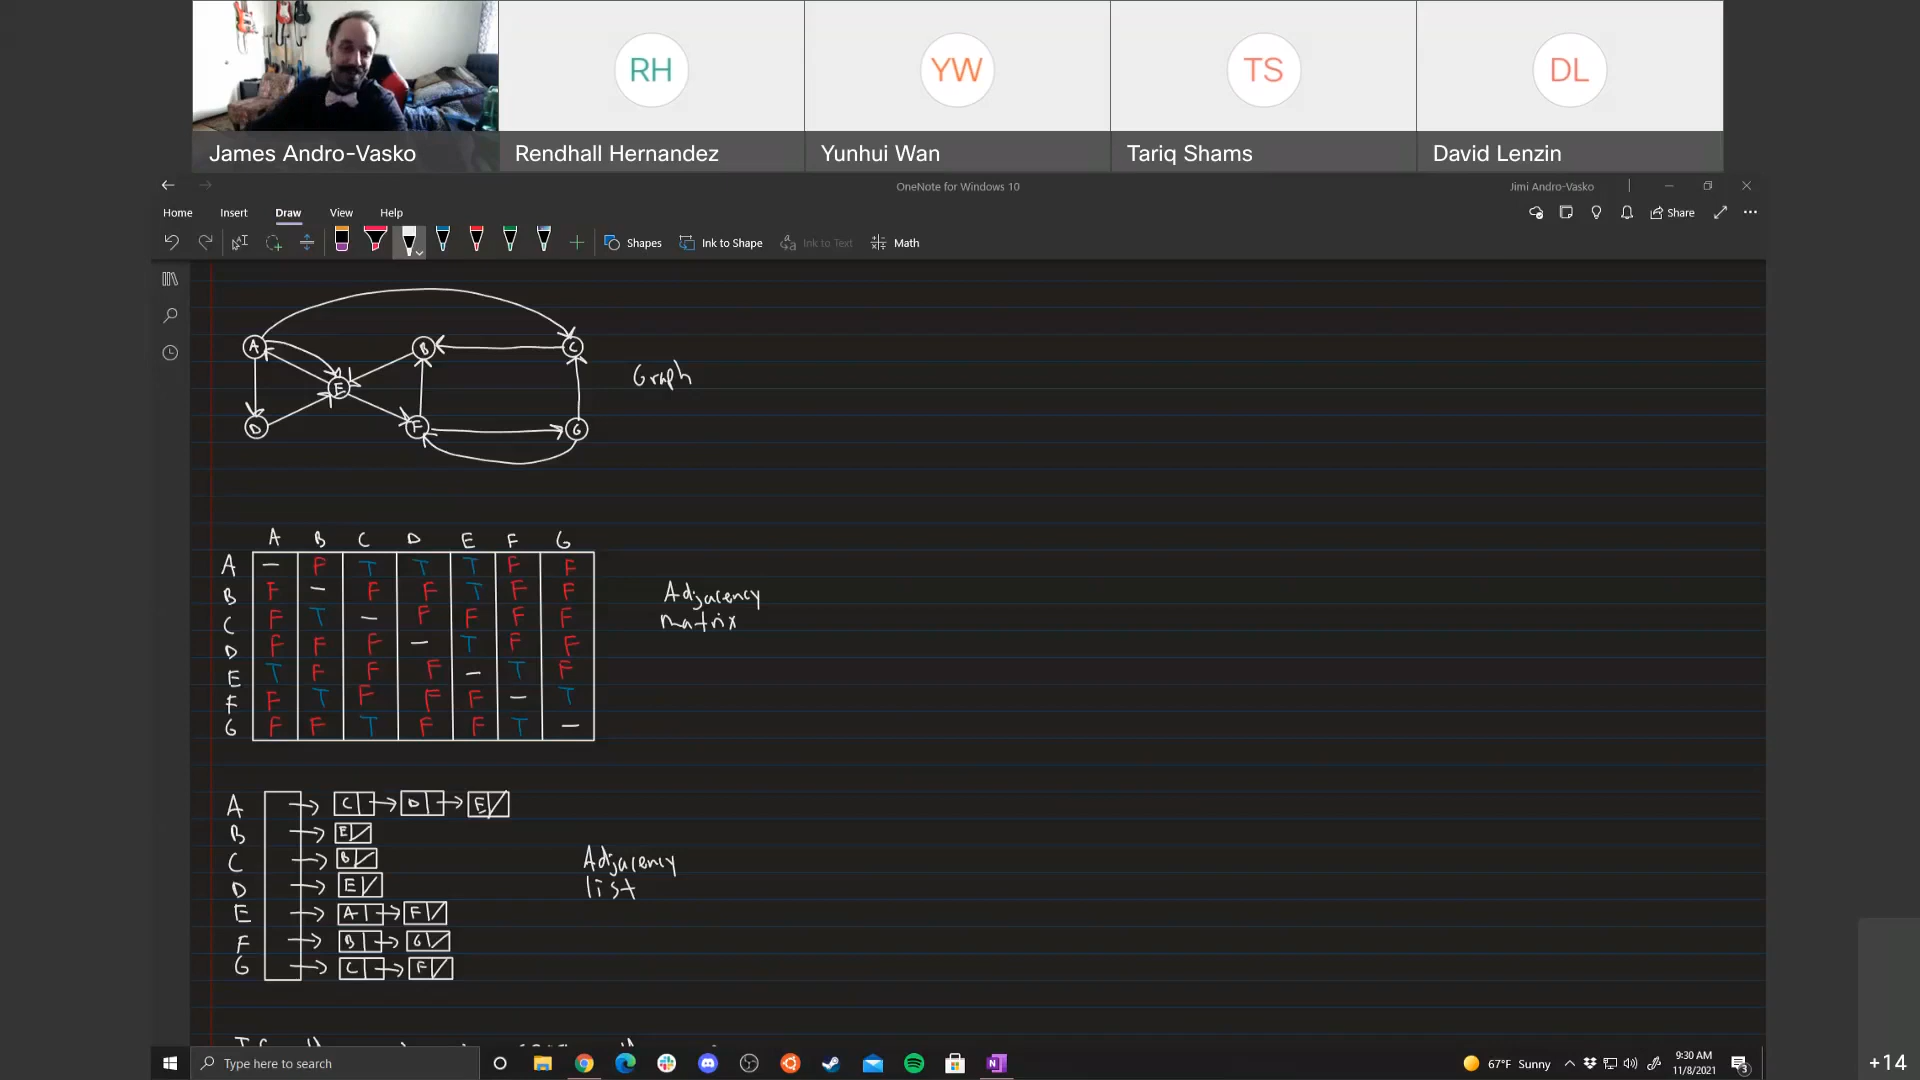 RH
YW
TS
DL
James Andro-Vasko
Rendhall Hernandez
Yunhui Wan
Tariq Shams
David Lenzin
OneNote for Windows 10
Jimi Andro-Vasko
Home Insert Draw View Help
Share
Shapes Ink to Shape Ink to Text Math
A B C
E
D F G
Graph
A B C D E F G
A — F T T T F F
B F — F F T F F
C F T — F F F F
D F F F — T F F
E T F F F — T F
F F T F F F — T
G F F T F F T —
Adjacency
matrix
A C D E
B E
C B
D E
E A F
F B G
G C F
Adjacency
list
Type here to search
67°F Sunny
9:30 AM
11/8/2021
3
+14